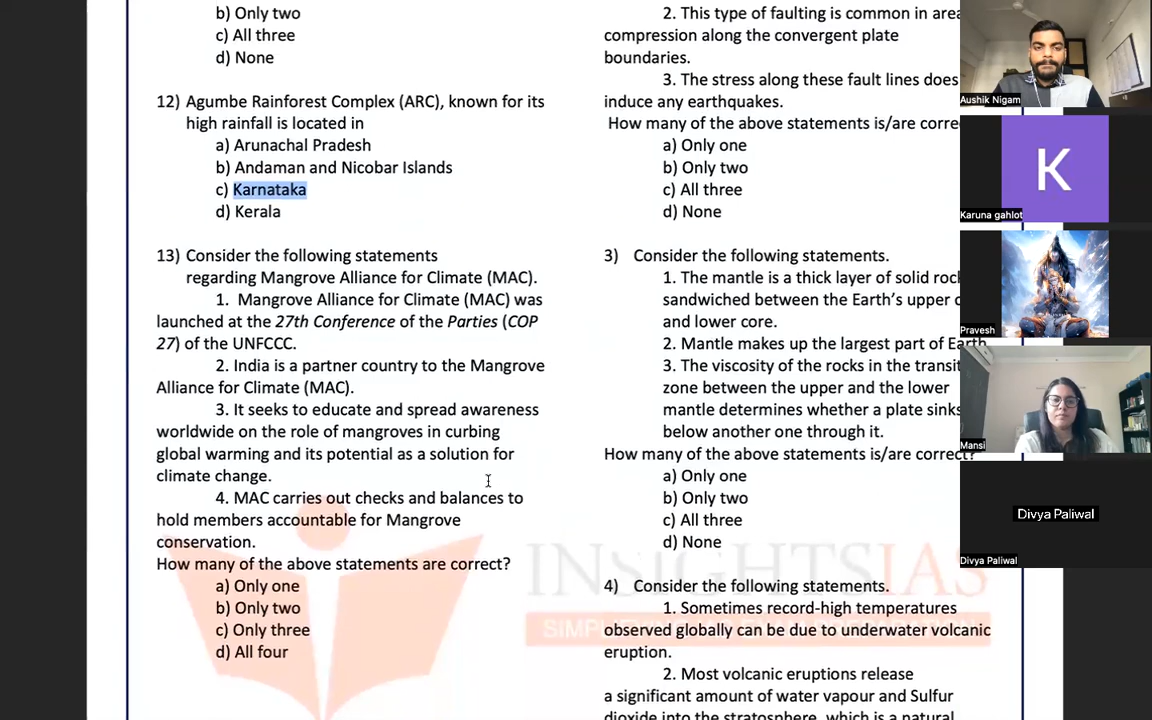 b) Only two
c) All three
d) None
12) Agumbe Rainforest Complex (ARC), known for its
high rainfall is located in
a) Arunachal Pradesh
b) Andaman and Nicobar Islands
c) Karnataka
d) Kerala
13) Consider the following statements
regarding Mangrove Alliance for Climate (MAC).
1. Mangrove Alliance for Climate (MAC) was
launched at the 27th Conference of the Parties (COP
27) of the UNFCCC.
2. India is a partner country to the Mangrove
Alliance for Climate (MAC).
3. It seeks to educate and spread awareness
worldwide on the role of mangroves in curbing
global warming and its potential as a solution for
climate change.
4. MAC carries out checks and balances to
hold members accountable for Mangrove
conservation.
How many of the above statements are correct?
a) Only one
b) Only two
c) Only three
d) All four
2. This type of faulting is common in
compression along the convergent plate
boundaries.
3. The stress along these fault lines does
induce any earthquakes.
How many of the above statements is/are
a) Only one
b) Only two
c) All three
d) None
3) Consider the following statements.
1. The mantle is a thick layer of solid
sandwiched between the Earth's upper
and lower core.
2. Mantle makes up the largest part of Earth
3. The viscosity of the rocks in the
zone between the upper and the lower
mantle determines whether a plate sinks
below another one through it.
How many of the above statements is/are correct?
a) Only one
b) Only two
c) All three
d) None
4) Consider the following statements.
1. Sometimes record-high temperatures
observed globally can be due to underwater volcanic
eruption.
2. Most volcanic eruptions release
a significant amount of water vapour and Sulfur
dioxide into the stratosphere, which is a natural
INSIGHTSIAS
Aushik Nigam
K
Karuna gahlot
Pravesh
Mansi
Divya Paliwal
Divya Paliwal